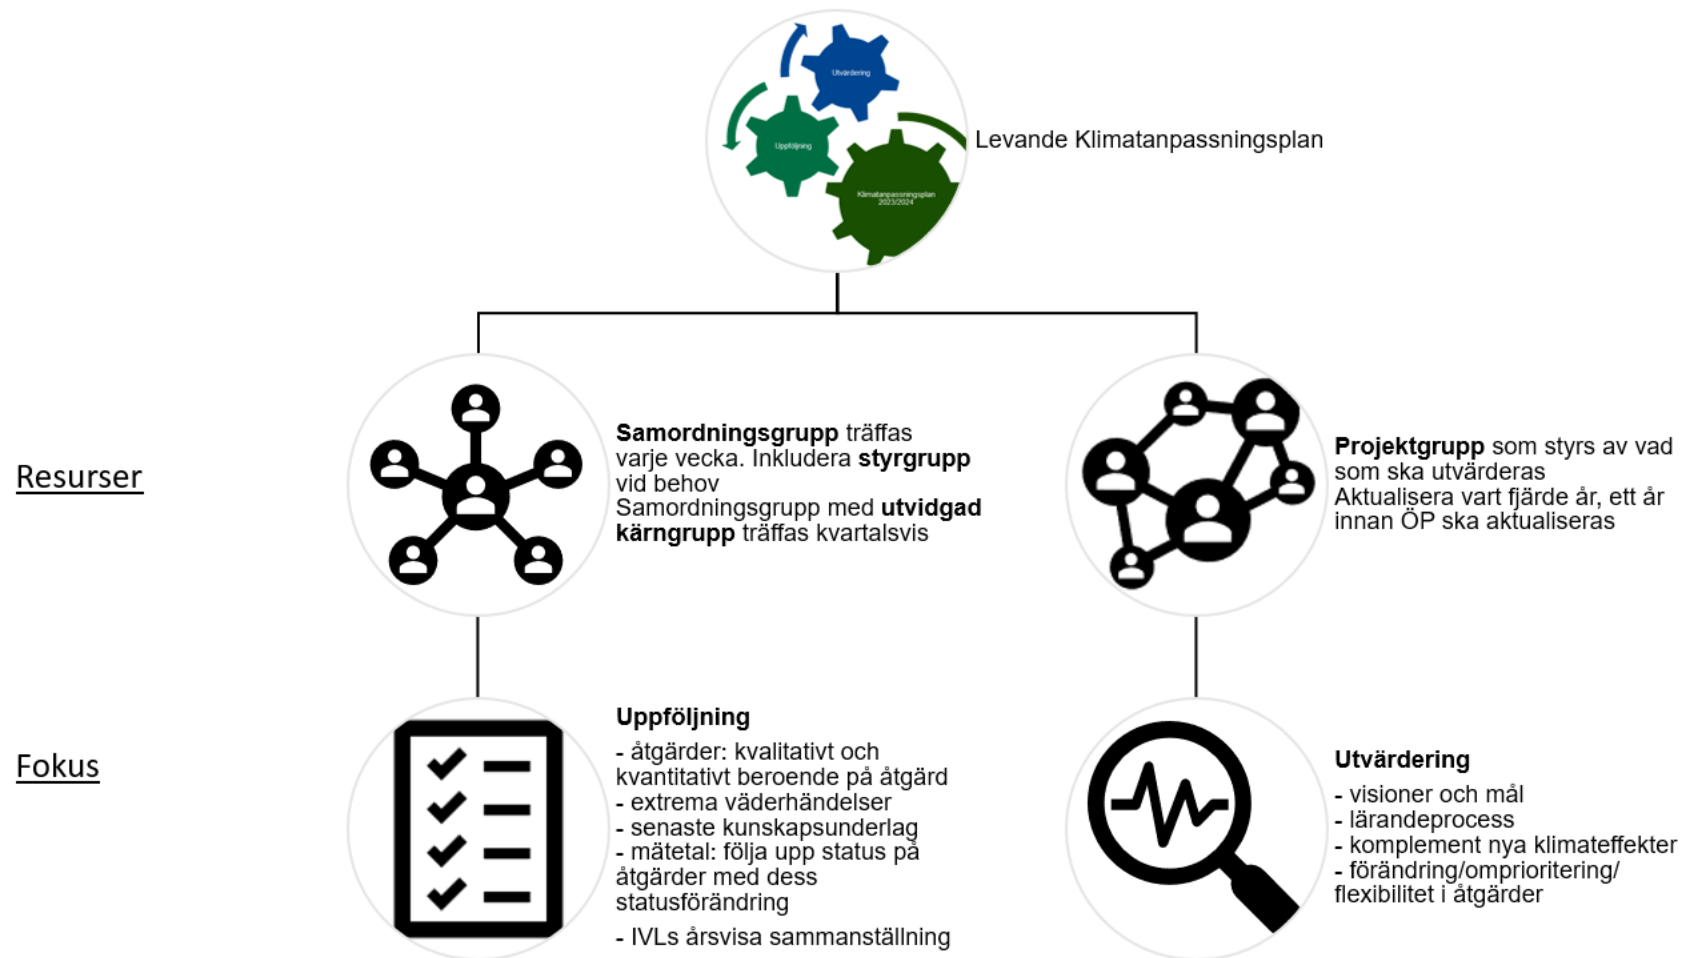 Utvärdering
Uppföljning
Klimatanpassningsplan
2023/2024
Levande Klimatanpassningsplan
Resurser
Samordningsgrupp träffas
varje vecka. Inkludera styrgrupp
vid behov
Samordningsgrupp med utvidgad
kärngrupp träffas kvartalsvis
Projektgrupp som styrs av vad
som ska utvärderas
Aktualisera vart fjärde år, ett år
innan ÖP ska aktualiseras
Fokus
Uppföljning
- åtgärder: kvalitativt och
kvantitativt beroende på åtgärd
- extrema väderhändelser
- senaste kunskapsunderlag
- mätetal: följa upp status på
åtgärder med dess
statusförändring
- IVLs årsvisa sammanställning
Utvärdering
- visioner och mål
- lärandeprocess
- komplement nya klimateffekter
- förändring/omprioritering/
flexibilitet i åtgärder